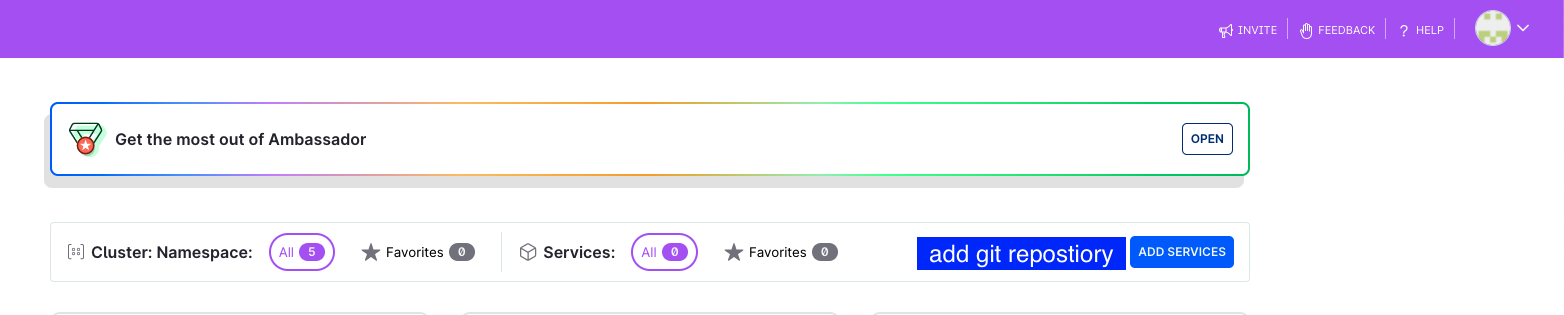 INVITE FEEDBACK ? HELP
Get the most out of Ambassador OPEN
Cluster: Namespace: All 5 Favorites 0 Services: All 0 Favorites 0 add git repostiory ADD SERVICES